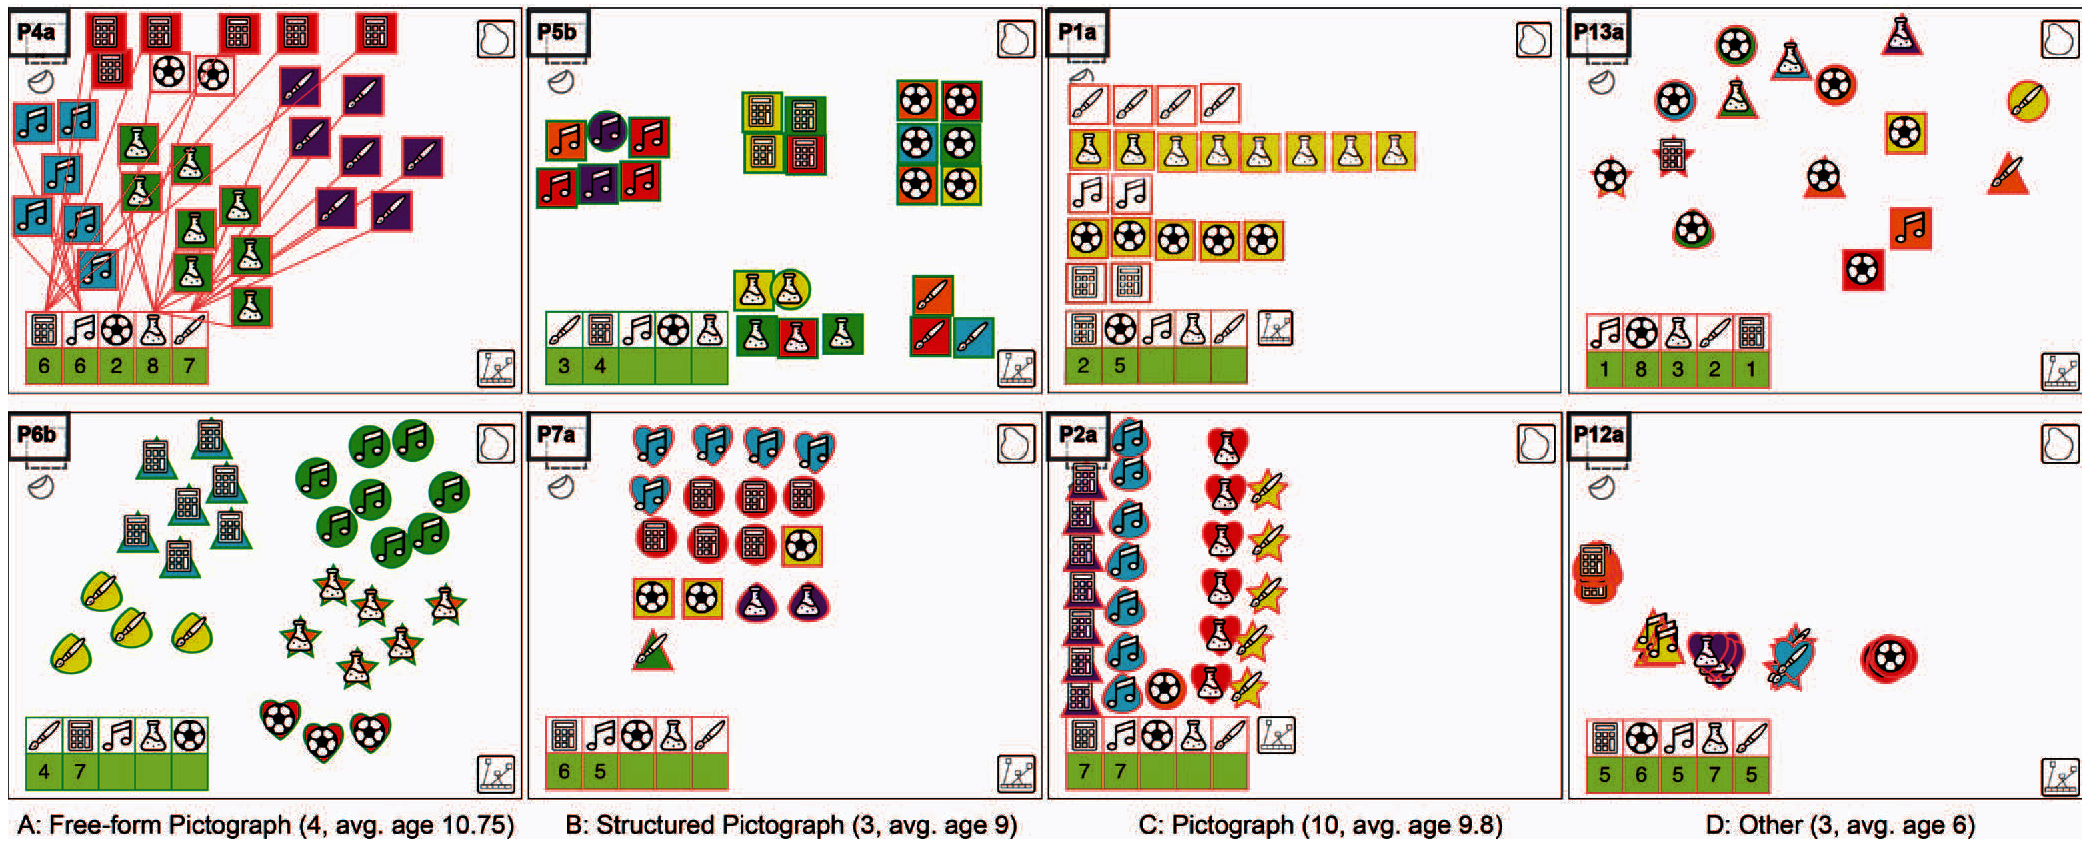 P4a
P5b
P1a
P13a
6 6 2 8 7
3 4
2 5
1 8 3 2 1
P6b
P7a
P2a
P12a
4 7
6 5
7 7
5 6 5 7 5
A: Free-form Pictograph (4, avg. age 10.75)
B: Structured Pictograph (3, avg. age 9)
C: Pictograph (10, avg. age 9.8)
D: Other (3, avg. age 6)